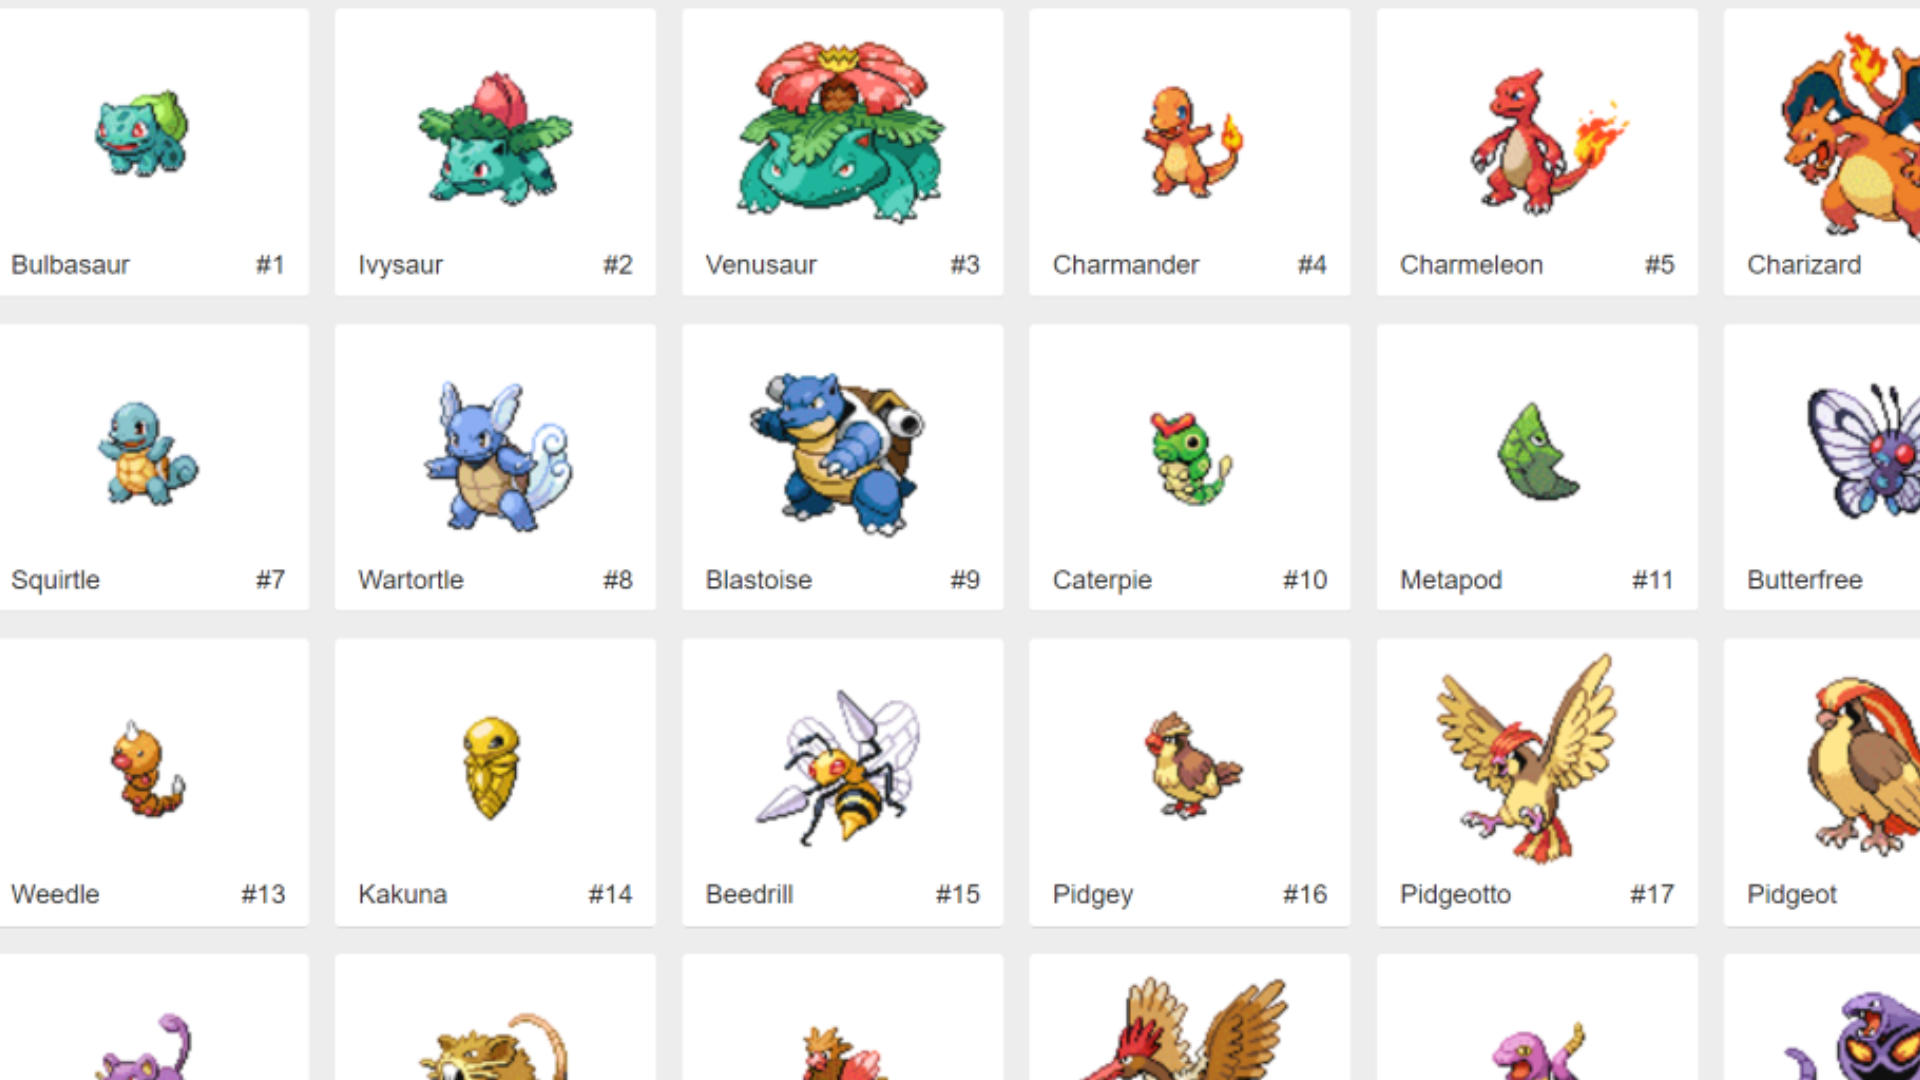 Bulbasaur #1
Ivysaur #2
Venusaur #3
Charmander #4
Charmeleon #5
Charizard
Squirtle #7
Wartortle #8
Blastoise #9
Caterpie #10
Metapod #11
Butterfree
Weedle #13
Kakuna #14
Beedrill #15
Pidgey #16
Pidgeotto #17
Pidgeot